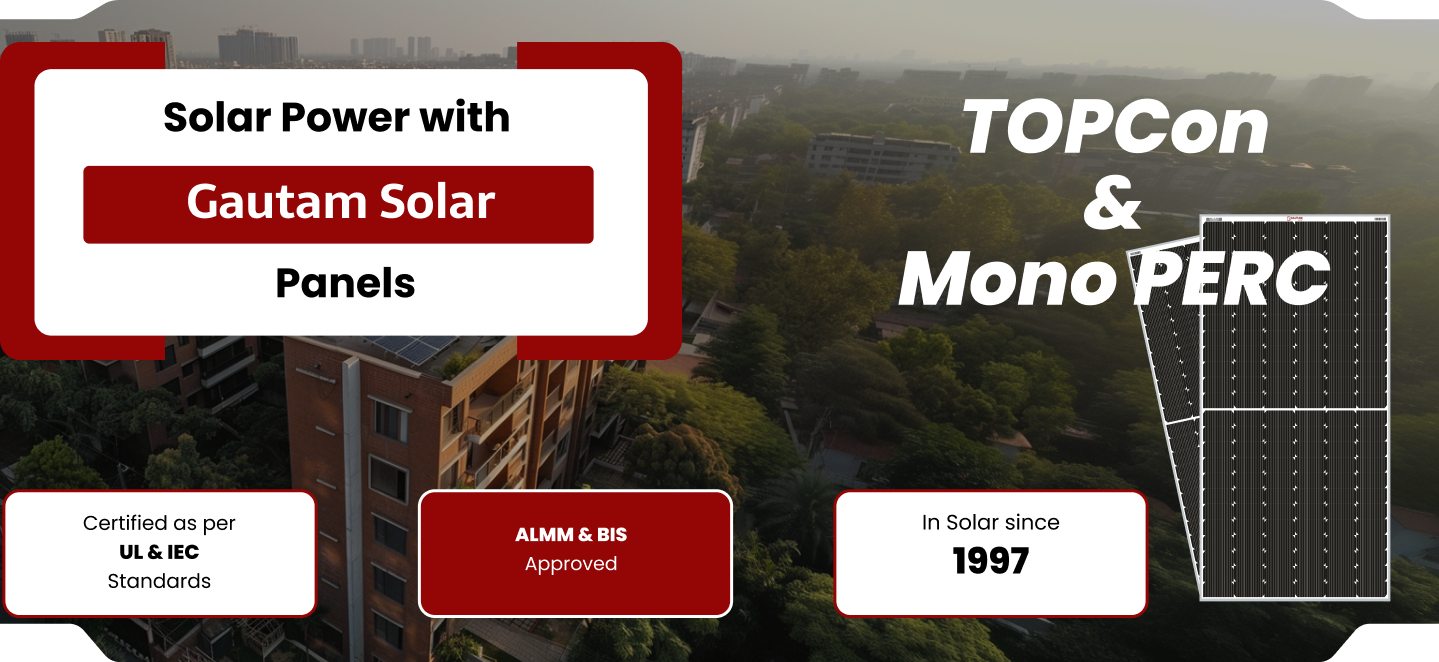 Solar Power with
Gautam Solar
Panels
TOPCon
&
Mono PERC
Certified as per
UL & IEC
Standards
ALMM & BIS
Approved
In Solar since
1997